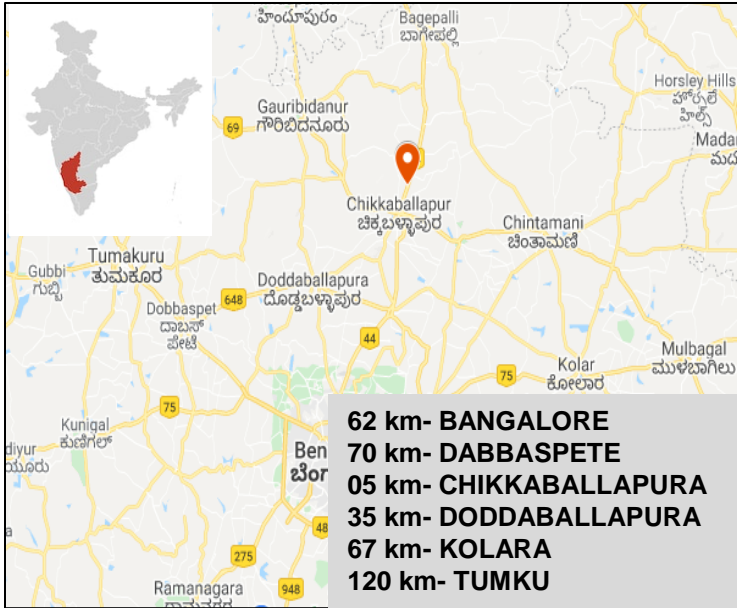 ಹಿಂದೂಪುರಂ
Bagepalli
ಬಾಗೇಪಲ್ಲಿ
Horsley Hills
ಹೋರ್ಸ್ಲೆ
ಹಿಲ್ಸ್
Gauribidanur
ಗೌರಿಬಿದನೂರು
69
Chikkaballapur
ಚಿಕ್ಕಬಳ್ಳಾಪುರ
Chintamani
ಚಿಂತಾಮಣಿ
Tumakuru
ತುಮಕೂರ
Gubbi
ಗುಬ್ಬಿ
Doddaballapura
ದೊಡ್ಡಬಳ್ಳಾಪುರ
648
Dobbaspet
ದಾಬಸ್
ಪೇಟೆ
44
Mulbagal
ಮುಳಬಾಗಿಲು
Kolar
ಕೋಲಾರ
75
75
Kunigal
ಕುಣಿಗಲ್
62 km- BANGALORE
70 km- DABBASPETE
05 km- CHIKKABALLAPURA
35 km- DODDABALLAPURA
67 km- KOLARA
120 km- TUMKU
Ben
ಬೆಂಗ
48
275
Ramanagara
948